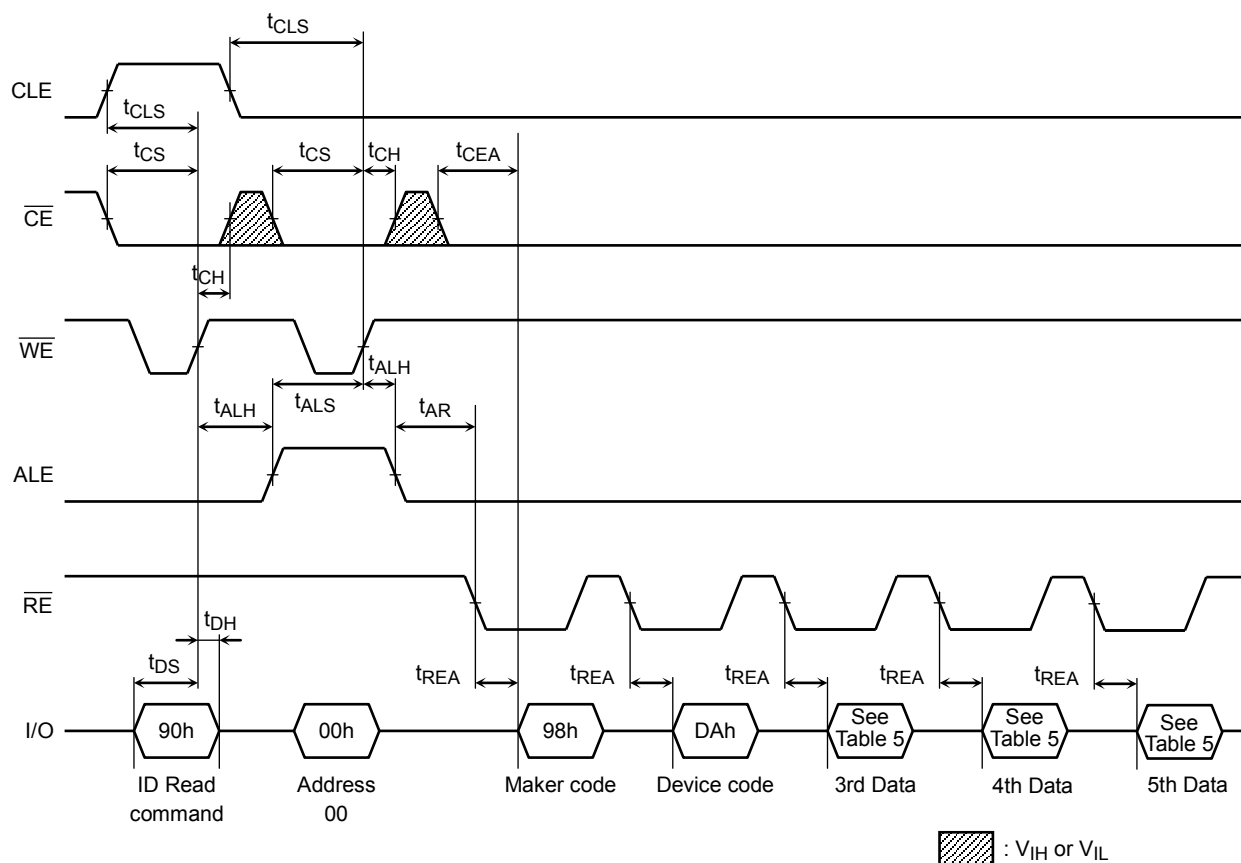 tCLS
CLE
tCLS
tCS tCS tCH tCEA
CE
tCH
WE
tALH
tALH tALS tAR
ALE
RE
tDH
tDS tREA tREA tREA tREA tREA
I/O 90h 00h 98h DAh See Table 5 See Table 5 See Table 5
ID Read command Address 00 Maker code Device code 3rd Data 4th Data 5th Data
: VIH or VIL